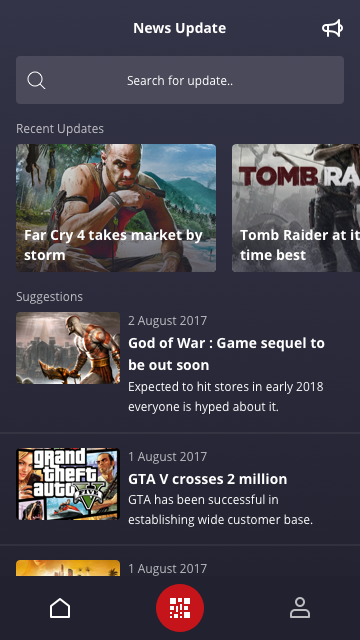 News Update
Search for update..
Recent Updates
TOMB RA
Far Cry 4 takes market by
storm
Tomb Raider at it
time best
Suggestions
2 August 2017
God of War : Game sequel to
be out soon
Expected to hit stores in early 2018
everyone is hyped about it.
grand
theft
auto V
1 August 2017
GTA V crosses 2 million
GTA has been successful in
establishing wide customer base.
1 August 2017